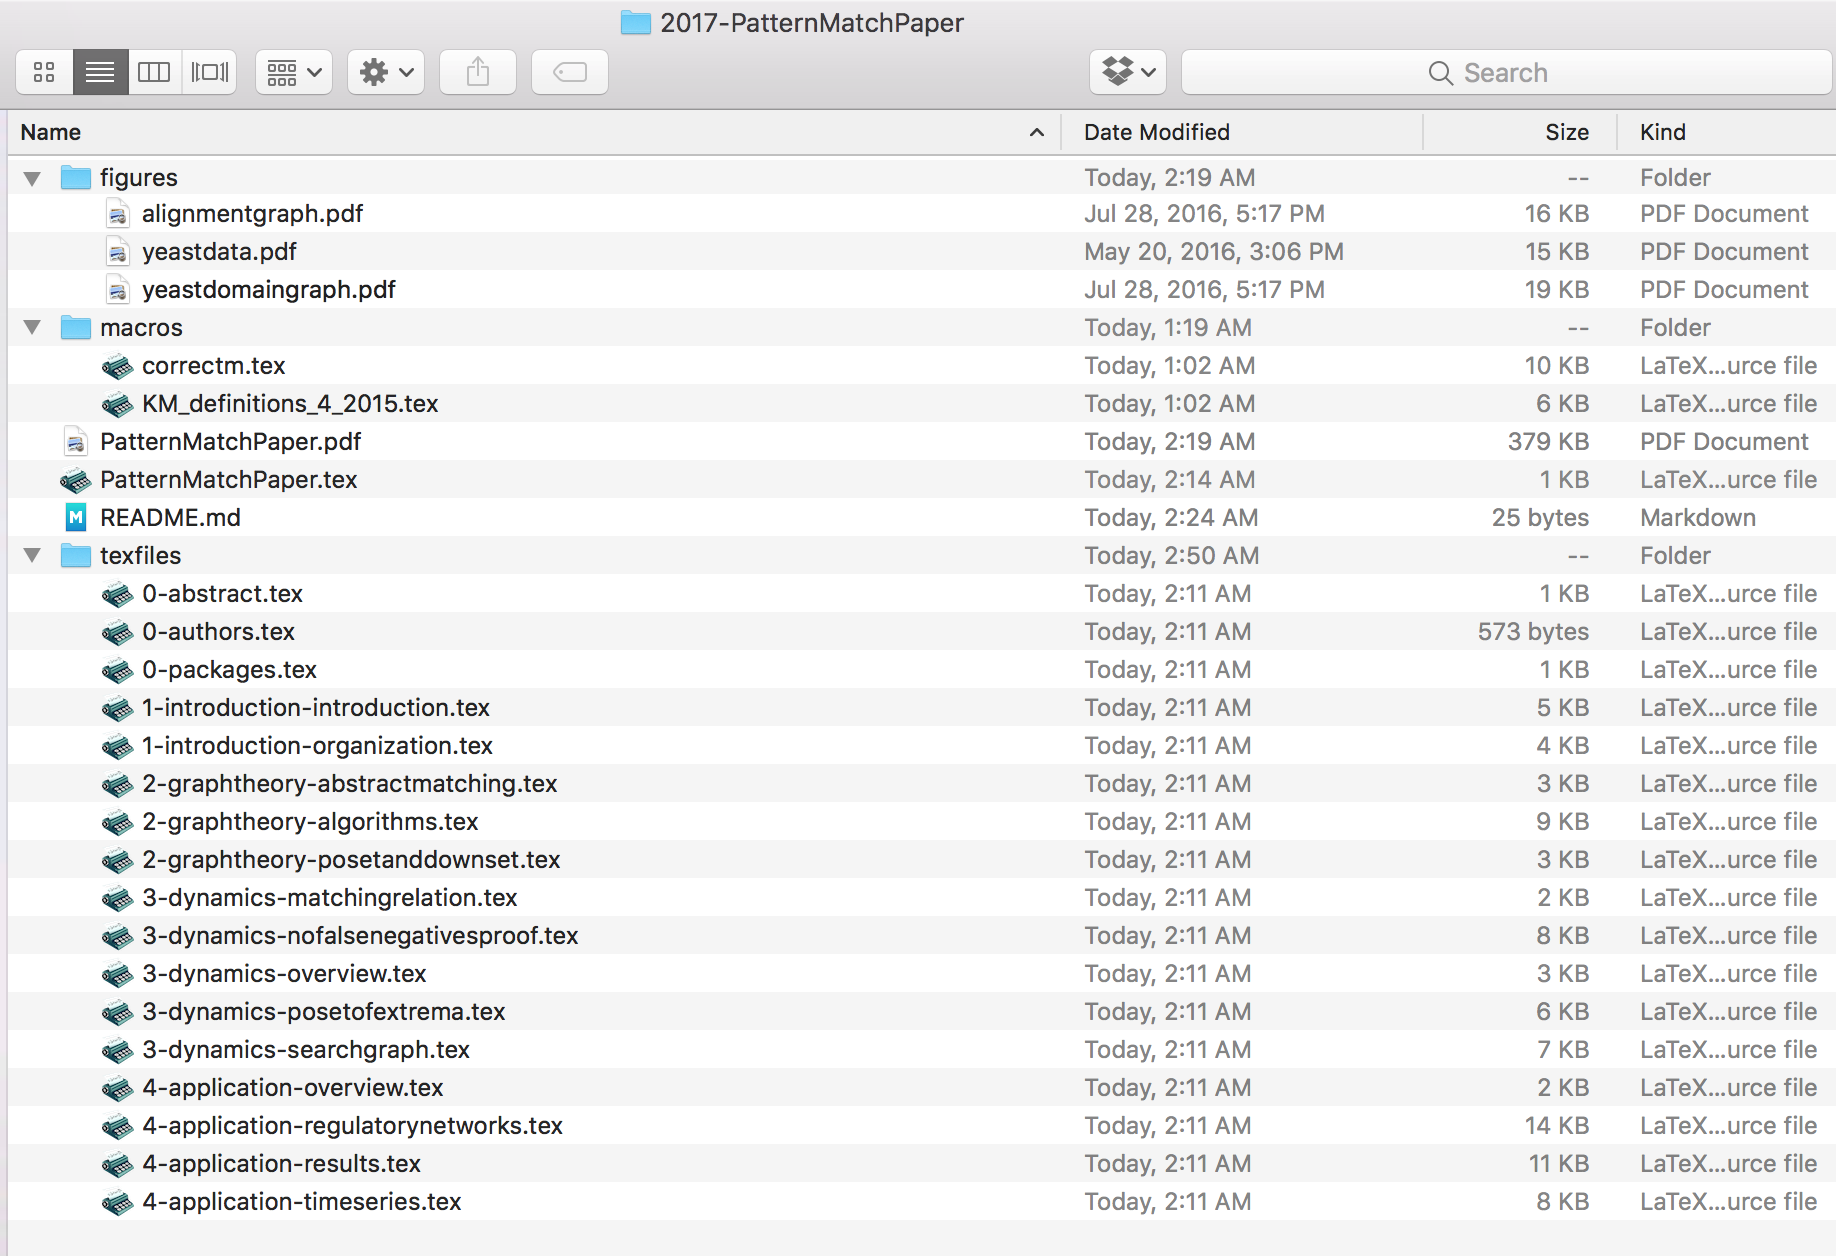 2017-PatternMatchPaper
Search
Name Date Modified Size Kind
figures Today, 2:19 AM -- Folder
alignmentgraph.pdf Jul 28, 2016, 5:17 PM 16 KB PDF Document
yeastdata.pdf May 20, 2016, 3:06 PM 15 KB PDF Document
yeastdomaingraph.pdf Jul 28, 2016, 5:17 PM 19 KB PDF Document
macros Today, 1:19 AM -- Folder
correctm.tex Today, 1:02 AM 10 KB LaTeX...urce file
KM_definitions_4_2015.tex Today, 1:02 AM 6 KB LaTeX...urce file
PatternMatchPaper.pdf Today, 2:19 AM 379 KB PDF Document
PatternMatchPaper.tex Today, 2:14 AM 1 KB LaTeX...urce file
README.md Today, 2:24 AM 25 bytes Markdown
texfiles Today, 2:50 AM -- Folder
0-abstract.tex Today, 2:11 AM 1 KB LaTeX...urce file
0-authors.tex Today, 2:11 AM 573 bytes LaTeX...urce file
0-packages.tex Today, 2:11 AM 1 KB LaTeX...urce file
1-introduction-introduction.tex Today, 2:11 AM 5 KB LaTeX...urce file
1-introduction-organization.tex Today, 2:11 AM 4 KB LaTeX...urce file
2-graphtheory-abstractmatching.tex Today, 2:11 AM 3 KB LaTeX...urce file
2-graphtheory-algorithms.tex Today, 2:11 AM 9 KB LaTeX...urce file
2-graphtheory-posetanddownset.tex Today, 2:11 AM 3 KB LaTeX...urce file
3-dynamics-matchingrelation.tex Today, 2:11 AM 2 KB LaTeX...urce file
3-dynamics-nofalsenegativesproof.tex Today, 2:11 AM 8 KB LaTeX...urce file
3-dynamics-overview.tex Today, 2:11 AM 3 KB LaTeX...urce file
3-dynamics-posetofextrema.tex Today, 2:11 AM 6 KB LaTeX...urce file
3-dynamics-searchgraph.tex Today, 2:11 AM 7 KB LaTeX...urce file
4-application-overview.tex Today, 2:11 AM 2 KB LaTeX...urce file
4-application-regulatorynetworks.tex Today, 2:11 AM 14 KB LaTeX...urce file
4-application-results.tex Today, 2:11 AM 11 KB LaTeX...urce file
4-application-timeseries.tex Today, 2:11 AM 8 KB LaTeX...urce file